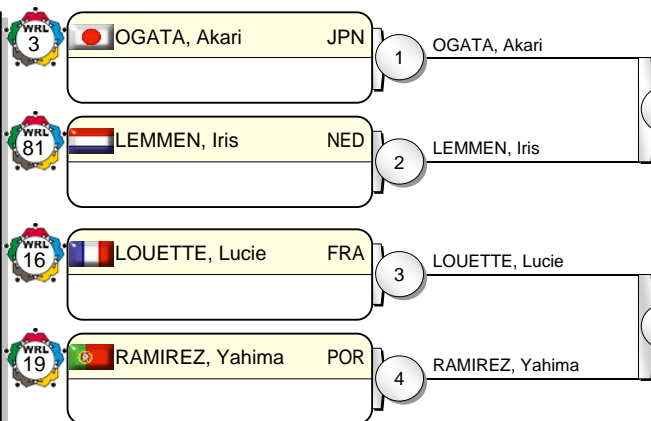 WRL
3
OGATA, Akari JPN
1
OGATA, Akari
WRL
81
LEMMEN, Iris NED
2
LEMMEN, Iris
WRL
16
LOUETTE, Lucie FRA
3
LOUETTE, Lucie
WRL
19
RAMIREZ, Yahima POR
4
RAMIREZ, Yahima